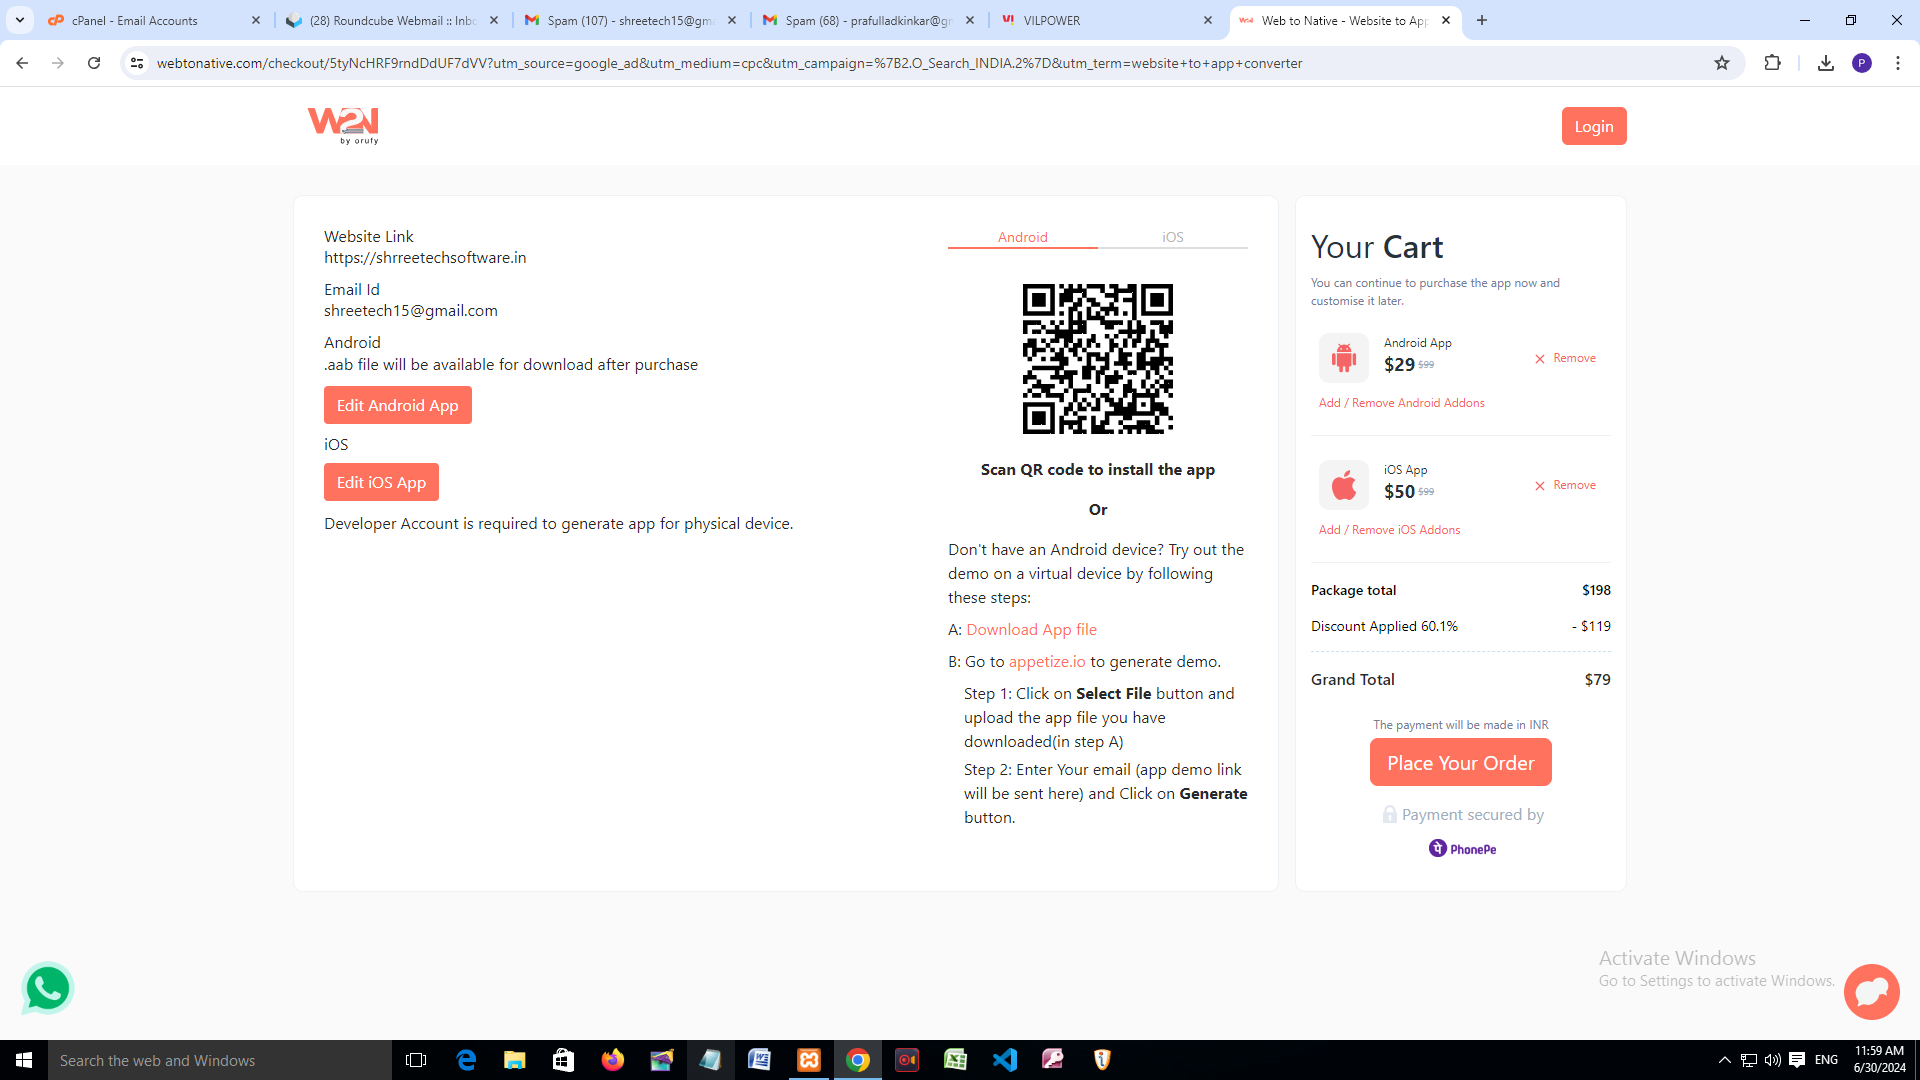 cPanel - Email Accounts
(28) Roundcube Webmail :: Inbo
Spam (107) - shreetech15@gma
Spam (68) - prafulladkinkar@gm
VILPOWER
Web to Native - Website to App
webtonative.com/checkout/5tyNcHRF9rndDdUF7dVV?utm_source=google_ad&utm_medium=cpc&utm_campaign=%7B2.O_Search_INDIA.2%7D&utm_term=website+to+app+converter
P
W2N
by orufy
Login
Website Link
https://shrreetechsoftware.in
Email Id
shreetech15@gmail.com
Android
.aab file will be available for download after purchase
Edit Android App
iOS
Edit iOS App
Developer Account is required to generate app for physical device.
Android
iOS
Scan QR code to install the app
Or
Don't have an Android device? Try out the
demo on a virtual device by following
these steps:
A: Download App file
B: Go to appetize.io to generate demo.
Step 1: Click on Select File button and
upload the app file you have
downloaded(in step A)
Step 2: Enter Your email (app demo link
will be sent here) and Click on Generate
button.
Your Cart
You can continue to purchase the app now and
customise it later.
Android App
$29 $99
Remove
Add / Remove Android Addons
iOS App
$50 $99
Remove
Add / Remove iOS Addons
Package total $198
Discount Applied 60.1% - $119
Grand Total $79
The payment will be made in INR
Place Your Order
Payment secured by
PhonePe
Activate Windows
Go to Settings to activate Windows.
Search the web and Windows
ENG
11:59 AM
6/30/2024